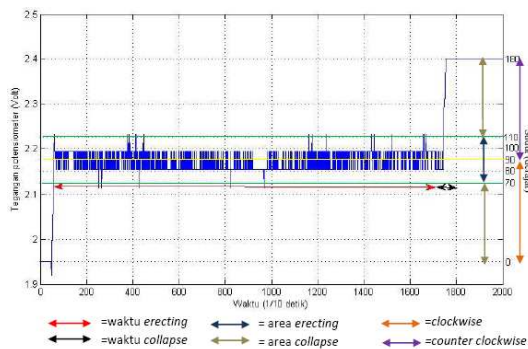 2.5
2.4
2.3
2.2
2.1
2
1.9
Tegangan potensiometer (Volt)
180
110
100
90
80
70
0
0 200 400 600 800 1000 1200 1400 1600 1800 2000
Waktu (1/10 detik)
=waktu erecting
= area erecting
=clockwise
=waktu collapse
= area collapse
=counter clockwise